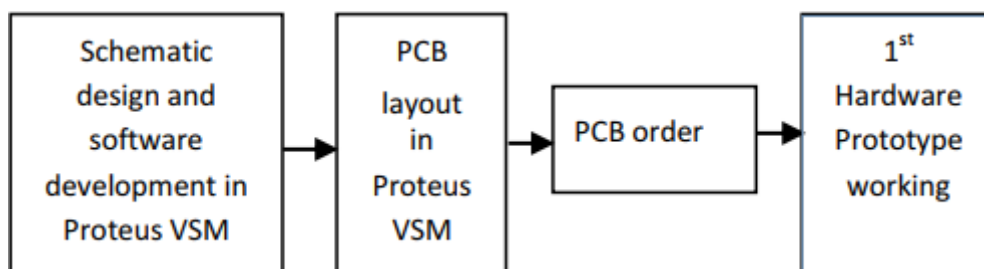 Schematic
design and
software
development in
Proteus VSM
PCB
layout
in
Proteus
VSM
PCB order
1st
Hardware
Prototype
working